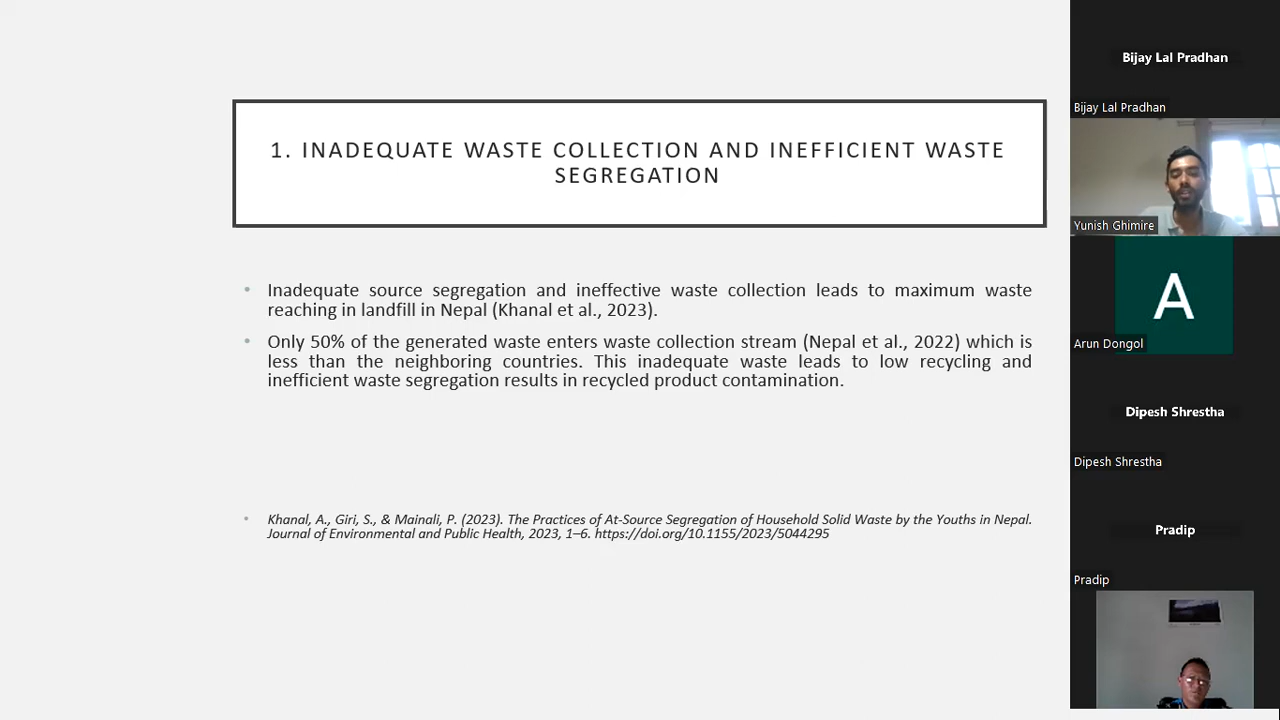 1. INADEQUATE WASTE COLLECTION AND INEFFICIENT WASTE
SEGREGATION
• Inadequate source segregation and ineffective waste collection leads to maximum waste
reaching in landfill in Nepal (Khanal et al., 2023).
• Only 50% of the generated waste enters waste collection stream (Nepal et al., 2022) which is
less than the neighboring countries. This inadequate waste leads to low recycling and
inefficient waste segregation results in recycled product contamination.
• Khanal, A., Giri, S., & Mainali, P. (2023). The Practices of At-Source Segregation of Household Solid Waste by the Youths in Nepal.
Journal of Environmental and Public Health, 2023, 1–6. https://doi.org/10.1155/2023/5044295
Bijay Lal Pradhan
Bijay Lal Pradhan
Yunish Ghimire
A
Arun Dongol
Dipesh Shrestha
Dipesh Shrestha
Pradip
Pradip